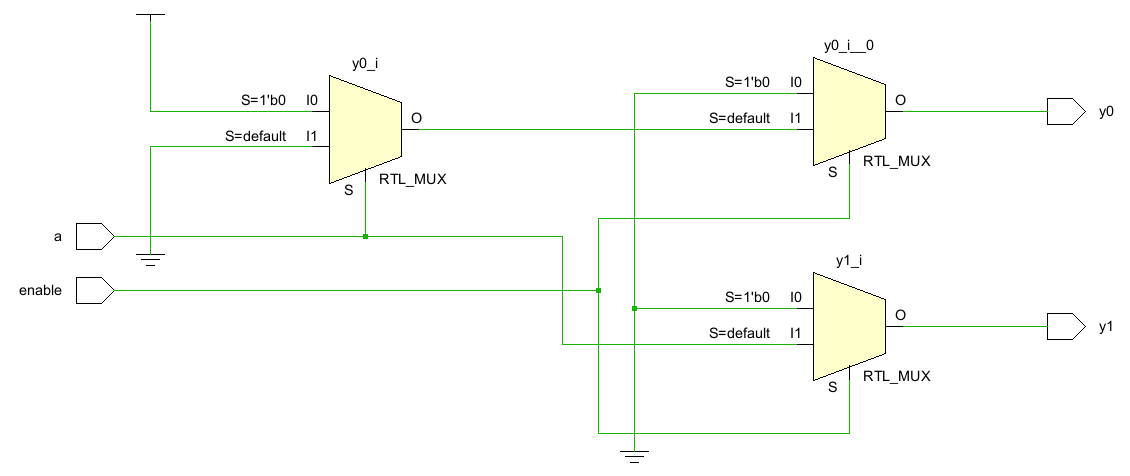 y0_i
S=1'b0 I0
S=default I1
O
S
RTL_MUX
y0_i__0
S=1'b0 I0
S=default I1
O
S
RTL_MUX
y0
a
enable
y1_i
S=1'b0 I0
S=default I1
O
S
RTL_MUX
y1